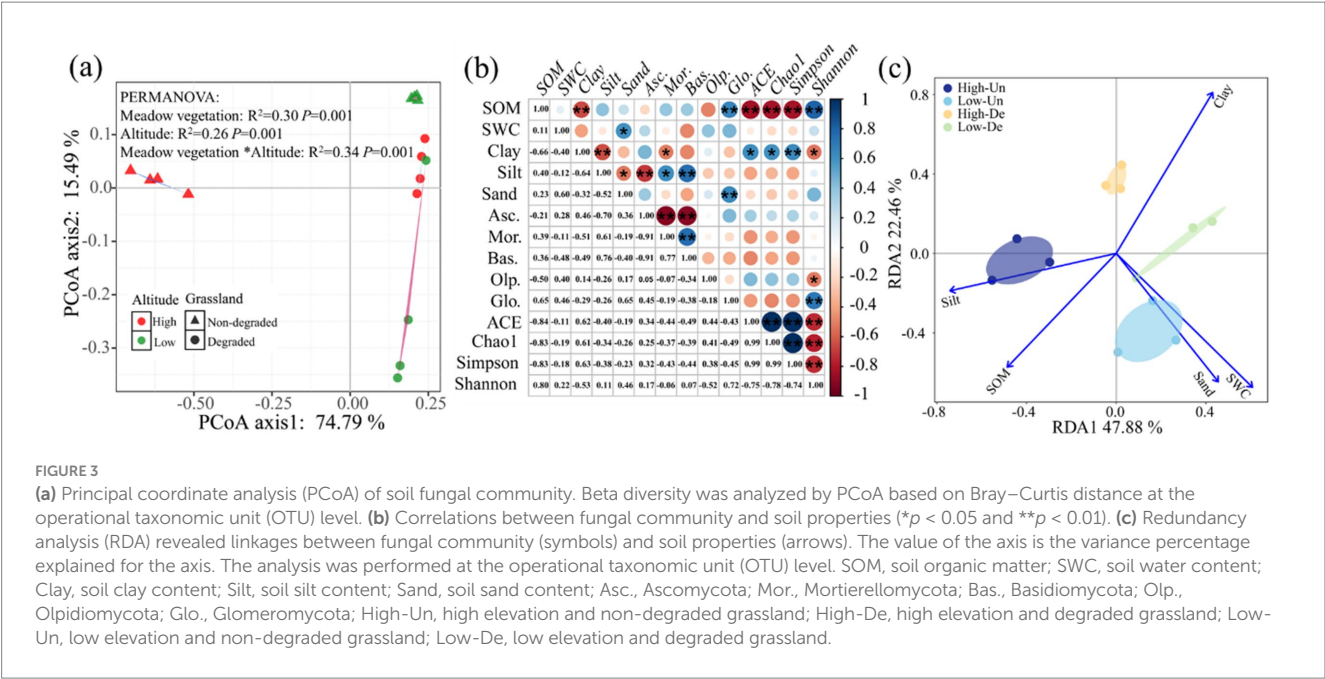 (a)
PERMANOVA:
Meadow vegetation: R²=0.30 P=0.001
Altitude: R²=0.26 P=0.001
Meadow vegetation *Altitude: R²=0.34 P=0.001
PCoA axis2: 15.49 %
0.1
0.0
-0.1
-0.2
-0.3
Altitude Grassland
High Non-degraded
Low Degraded
-0.50 -0.25 0.00 0.25
PCoA axis1: 74.79 %
(b)
SOM SWC Clay Silt Sand Asc. Mor. Bas. Olp. Glo. ACE Chao1 Simpson Shannon
SOM 1.00 ** ** ** ** ** **
SWC 0.11 1.00 *
Clay -0.66 -0.40 1.00 ** * * * ** *
Silt 0.40 -0.12 -0.64 1.00 * ** * **
Sand 0.23 0.60 -0.32 -0.52 1.00 **
Asc. -0.21 0.28 0.46 -0.70 0.36 1.00 ** **
Mor. 0.39 -0.11 -0.51 0.61 -0.19 -0.91 1.00 **
Bas. 0.36 -0.48 -0.49 0.76 -0.40 -0.91 0.77 1.00
Olp. -0.50 0.40 0.14 -0.26 0.17 0.05 -0.07 -0.34 1.00 *
Glo. 0.65 0.46 -0.29 -0.26 0.65 0.45 -0.19 -0.38 -0.18 1.00 **
ACE -0.84 -0.11 0.62 -0.40 -0.19 0.34 -0.44 -0.49 0.44 -0.43 1.00 ** ** **
Chao1 -0.83 -0.19 0.61 -0.34 -0.26 0.25 -0.37 -0.39 0.41 -0.49 0.99 1.00 ** **
Simpson -0.83 -0.18 0.63 -0.38 -0.23 0.32 -0.43 -0.44 0.38 -0.45 0.99 0.99 1.00 **
Shannon 0.80 0.22 -0.53 0.11 0.46 0.17 -0.06 0.07 -0.52 0.72 -0.75 -0.78 -0.74 1.00
1
0.8
0.6
0.4
0.2
0
-0.2
-0.4
-0.6
-0.8
-1
(c)
High-Un
Low-Un
High-De
Low-De
Clay
Silt
SOM
Sand
SWC
RDA2 22.46 %
0.8
0.4
0.0
-0.4
-0.8 -0.4 0.0 0.4
RDA1 47.88 %
FIGURE 3
(a) Principal coordinate analysis (PCoA) of soil fungal community. Beta diversity was analyzed by PCoA based on Bray–Curtis distance at the
operational taxonomic unit (OTU) level. (b) Correlations between fungal community and soil properties (*p < 0.05 and **p < 0.01). (c) Redundancy
analysis (RDA) revealed linkages between fungal community (symbols) and soil properties (arrows). The value of the axis is the variance percentage
explained for the axis. The analysis was performed at the operational taxonomic unit (OTU) level. SOM, soil organic matter; SWC, soil water content;
Clay, soil clay content; Silt, soil silt content; Sand, soil sand content; Asc., Ascomycota; Mor., Mortierellomycota; Bas., Basidiomycota; Olp.,
Olpidiomycota; Glo., Glomeromycota; High-Un, high elevation and non-degraded grassland; High-De, high elevation and degraded grassland; Low-
Un, low elevation and non-degraded grassland; Low-De, low elevation and degraded grassland.